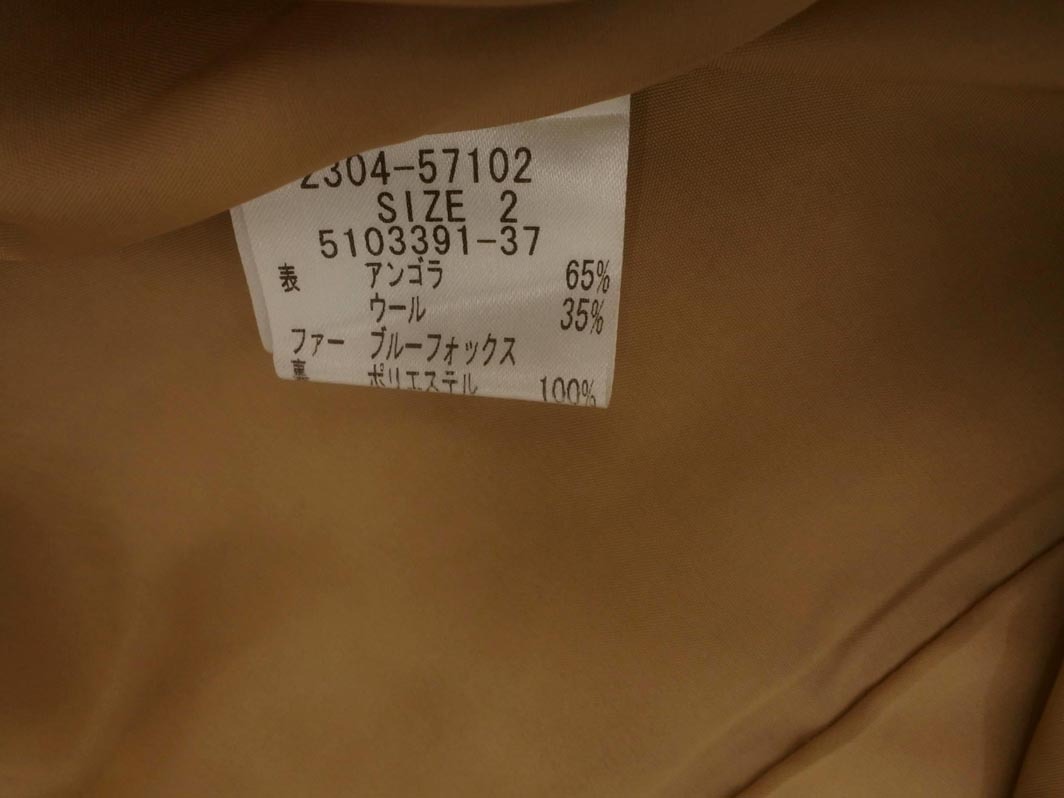 2304-57102
SIZE 2
5103391-37
表 アンゴラ 65%
ウール 35%
ファー ブルーフォックス
裏 ポリエステル 100%